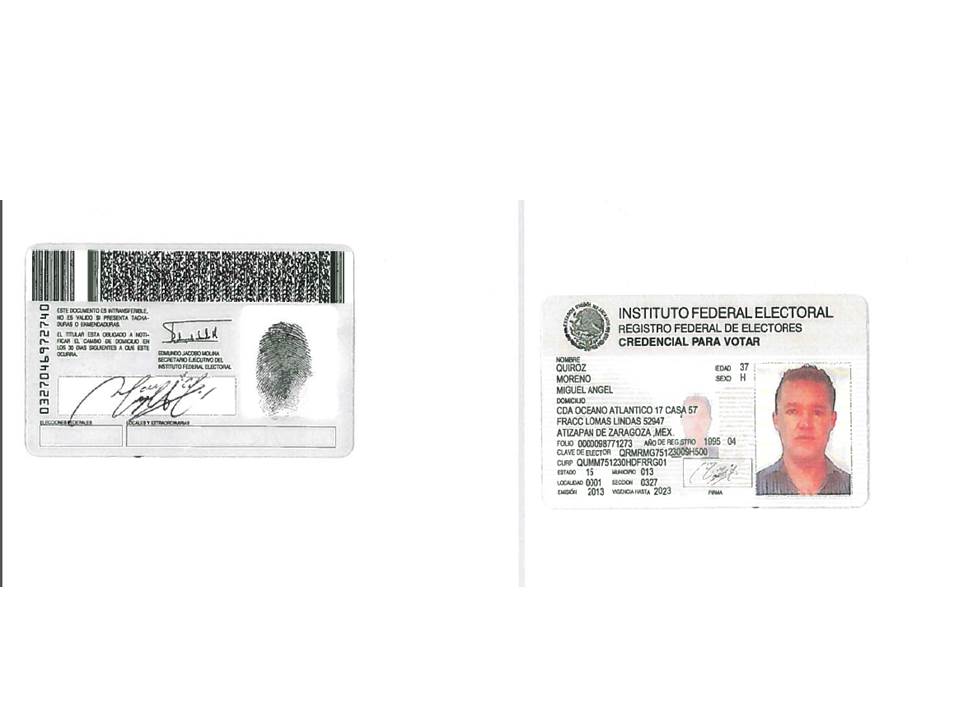 ESTE DOCUMENTO ES INTRANSFERIBLE,
NO ES VALIDO SI PRESENTA TACHA-
DURAS O ENMENDADURAS.
EL TITULAR ESTA OBLIGADO A NOTI-
FICAR EL CAMBIO DE DOMICILIO EN
LOS 30 DIAS SIGUIENTES A QUE ESTE
OCURRA.
0327046972740
EDMUNDO JACOBO MOLINA
SECRETARIO EJECUTIVO DEL
INSTITUTO FEDERAL ELECTORAL
ELECCIONES FEDERALES
LOCALES Y EXTRAORDINARIAS
INSTITUTO FEDERAL ELECTORAL
REGISTRO FEDERAL DE ELECTORES
CREDENCIAL PARA VOTAR
NOMBRE
QUIROZ
MORENO
MIGUEL ANGEL
EDAD 37
SEXO H
DOMICILIO
CDA OCEANO ATLANTICO 17 CASA 57
FRACC LOMAS LINDAS 52947
ATIZAPAN DE ZARAGOZA ,MEX.
FOLIO 0000098771273 AÑO DE REGISTRO 1995 04
CLAVE DE ELECTOR QRMRMG75123009H500
CURP QUMM751230HDFRRG01
ESTADO 15 MUNICIPIO 013
LOCALIDAD 0001 SECCION 0327
EMISIÓN 2013 VIGENCIA HASTA 2023
FIRMA